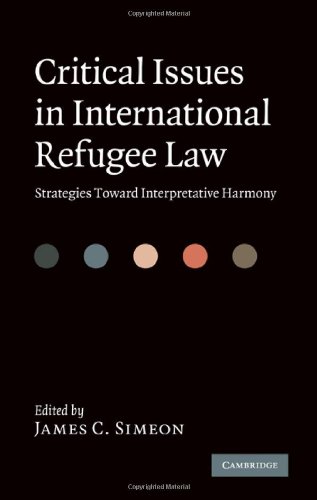 Critical Issues
in International
Refugee Law
Strategies Toward Interpretative Harmony
Edited by
James C. Simeon
Cambridge